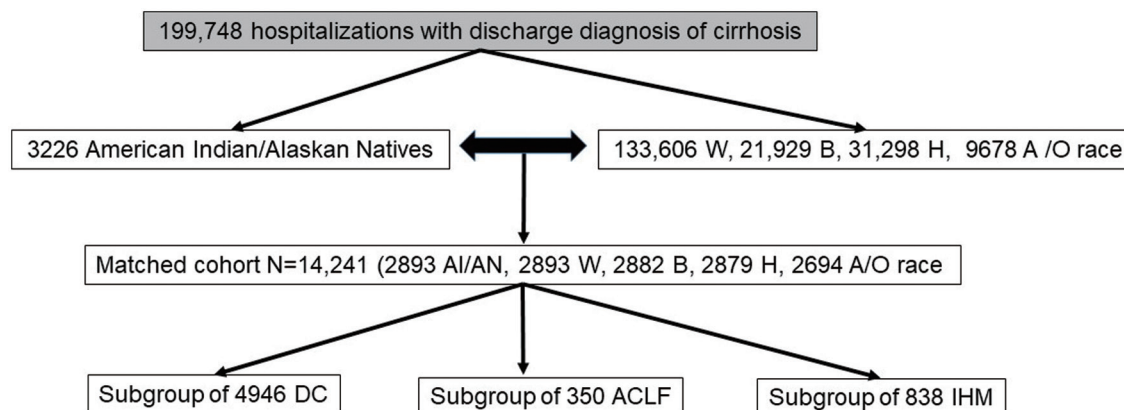 199,748 hospitalizations with discharge diagnosis of cirrhosis
3226 American Indian/Alaskan Natives
133,606 W, 21,929 B, 31,298 H, 9678 A /O race
Matched cohort N=14,241 (2893 AI/AN, 2893 W, 2882 B, 2879 H, 2694 A/O race
Subgroup of 4946 DC
Subgroup of 350 ACLF
Subgroup of 838 IHM